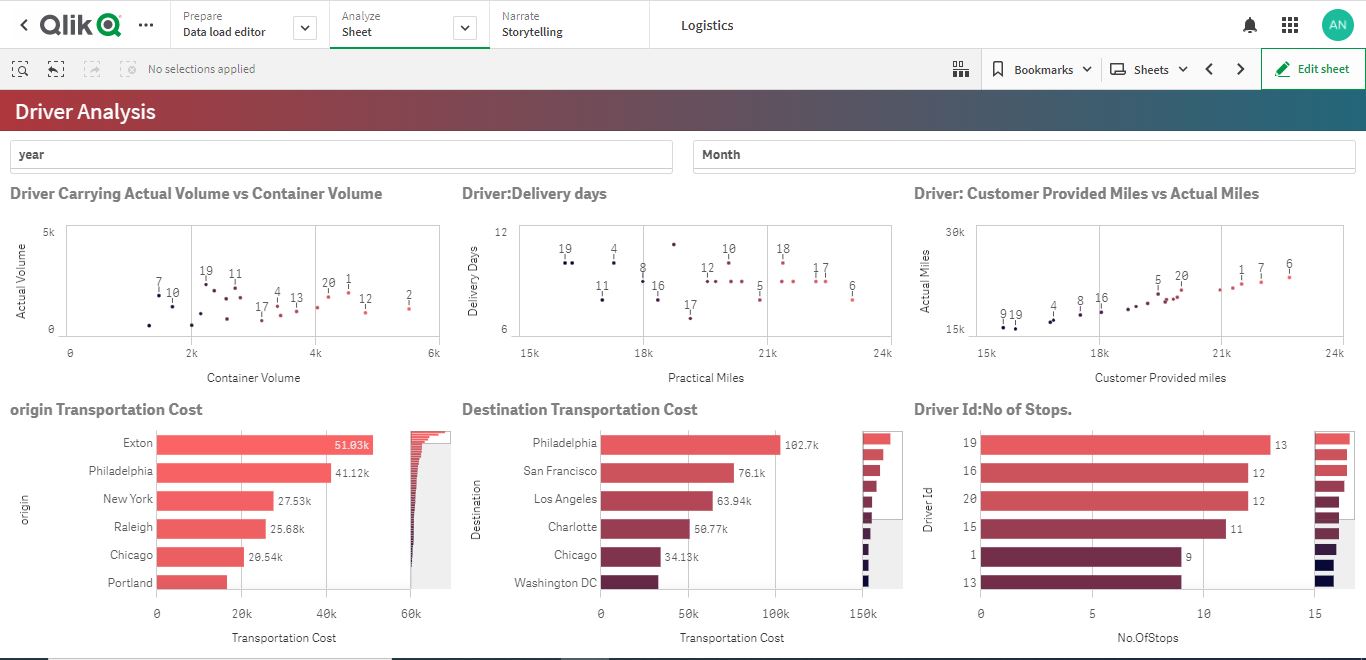 Qlik
Prepare
Data load editor
Analyze
Sheet
Narrate
Storytelling
Logistics
AN
No selections applied
Bookmarks
Sheets
Edit sheet
Driver Analysis
year
Month
Driver Carrying Actual Volume vs Container Volume
Actual Volume
5k
0
7
10
19
11
17
4
13
20
1
12
2
0
2k
4k
6k
Container Volume
Driver:Delivery days
Delivery Days
12
6
19
11
4
8
16
17
12
10
5
18
17
6
15k
18k
21k
24k
Practical Miles
Driver: Customer Provided Miles vs Actual Miles
Actual Miles
30k
15k
9
19
4
8
16
5
20
1
7
6
15k
18k
21k
24k
Customer Provided miles
origin Transportation Cost
origin
Exton 51.03k
Philadelphia 41.12k
New York 27.53k
Raleigh 25.68k
Chicago 20.54k
Portland
0 20k 40k 60k
Transportation Cost
Destination Transportation Cost
Destination
Philadelphia 102.7k
San Francisco 76.1k
Los Angeles 63.94k
Charlotte 50.77k
Chicago 34.13k
Washington DC
0 50k 100k 150k
Transportation Cost
Driver Id:No of Stops.
Driver Id
19 13
16 12
20 12
15 11
1 9
13
0 5 10 15
No.OfStops